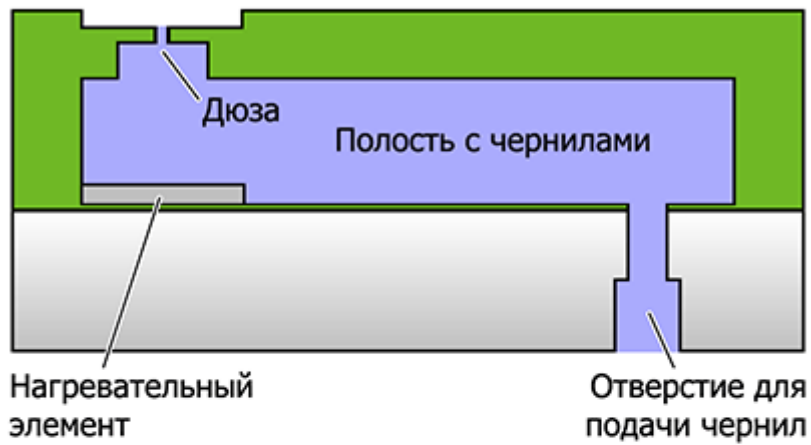 Дюза
Полость с чернилами
Нагревательный
элемент
Отверстие для
подачи чернил